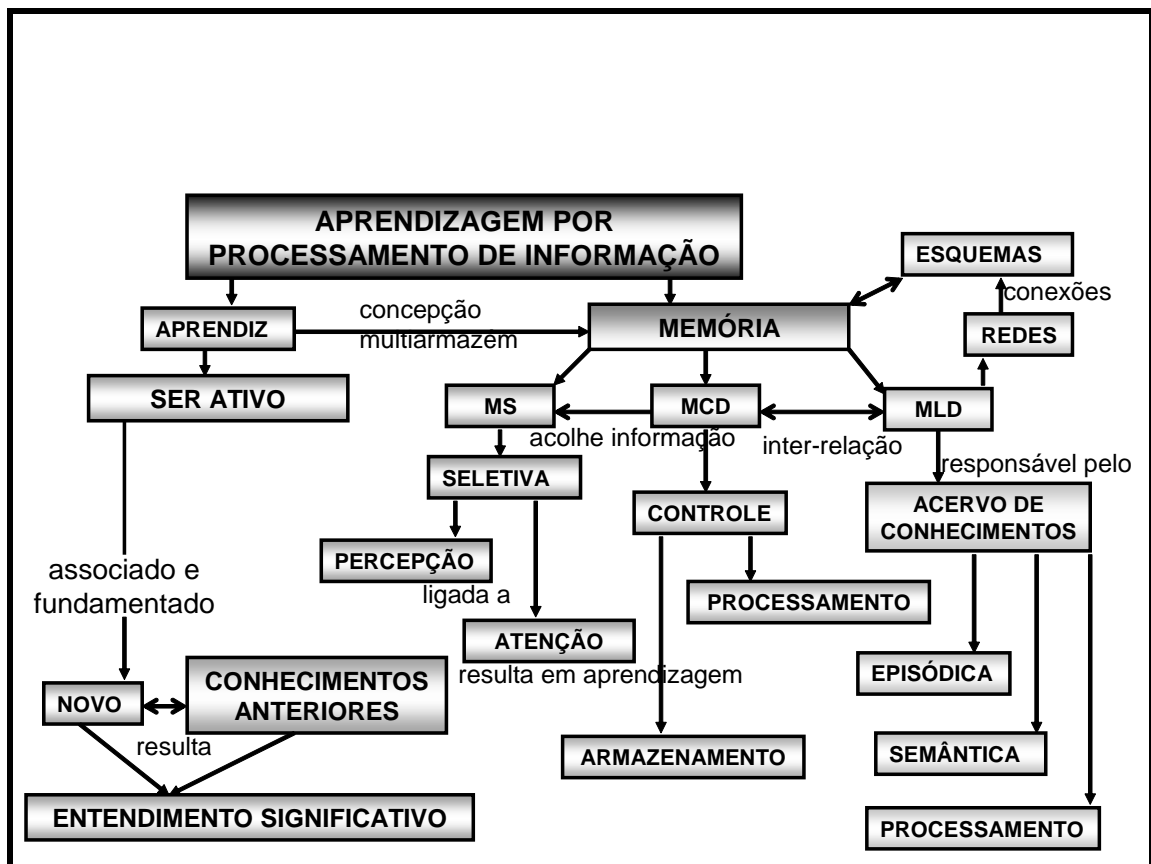 APRENDIZAGEM POR
PROCESSAMENTO DE INFORMAÇÃO
ESQUEMAS
conexões
REDES
APRENDIZ
concepção
multiarmazém
MEMÓRIA
SER ATIVO
MS
MCD
MLD
acolhe informação
inter-relação
responsável pelo
SELETIVA
CONTROLE
ACERVO DE
CONHECIMENTOS
PERCEPÇÃO
ligada a
PROCESSAMENTO
associado e
fundamentado
ATENÇÃO
resulta em aprendizagem
EPISÓDICA
NOVO
CONHECIMENTOS
ANTERIORES
resulta
ARMAZENAMENTO
SEMÂNTICA
ENTENDIMENTO SIGNIFICATIVO
PROCESSAMENTO